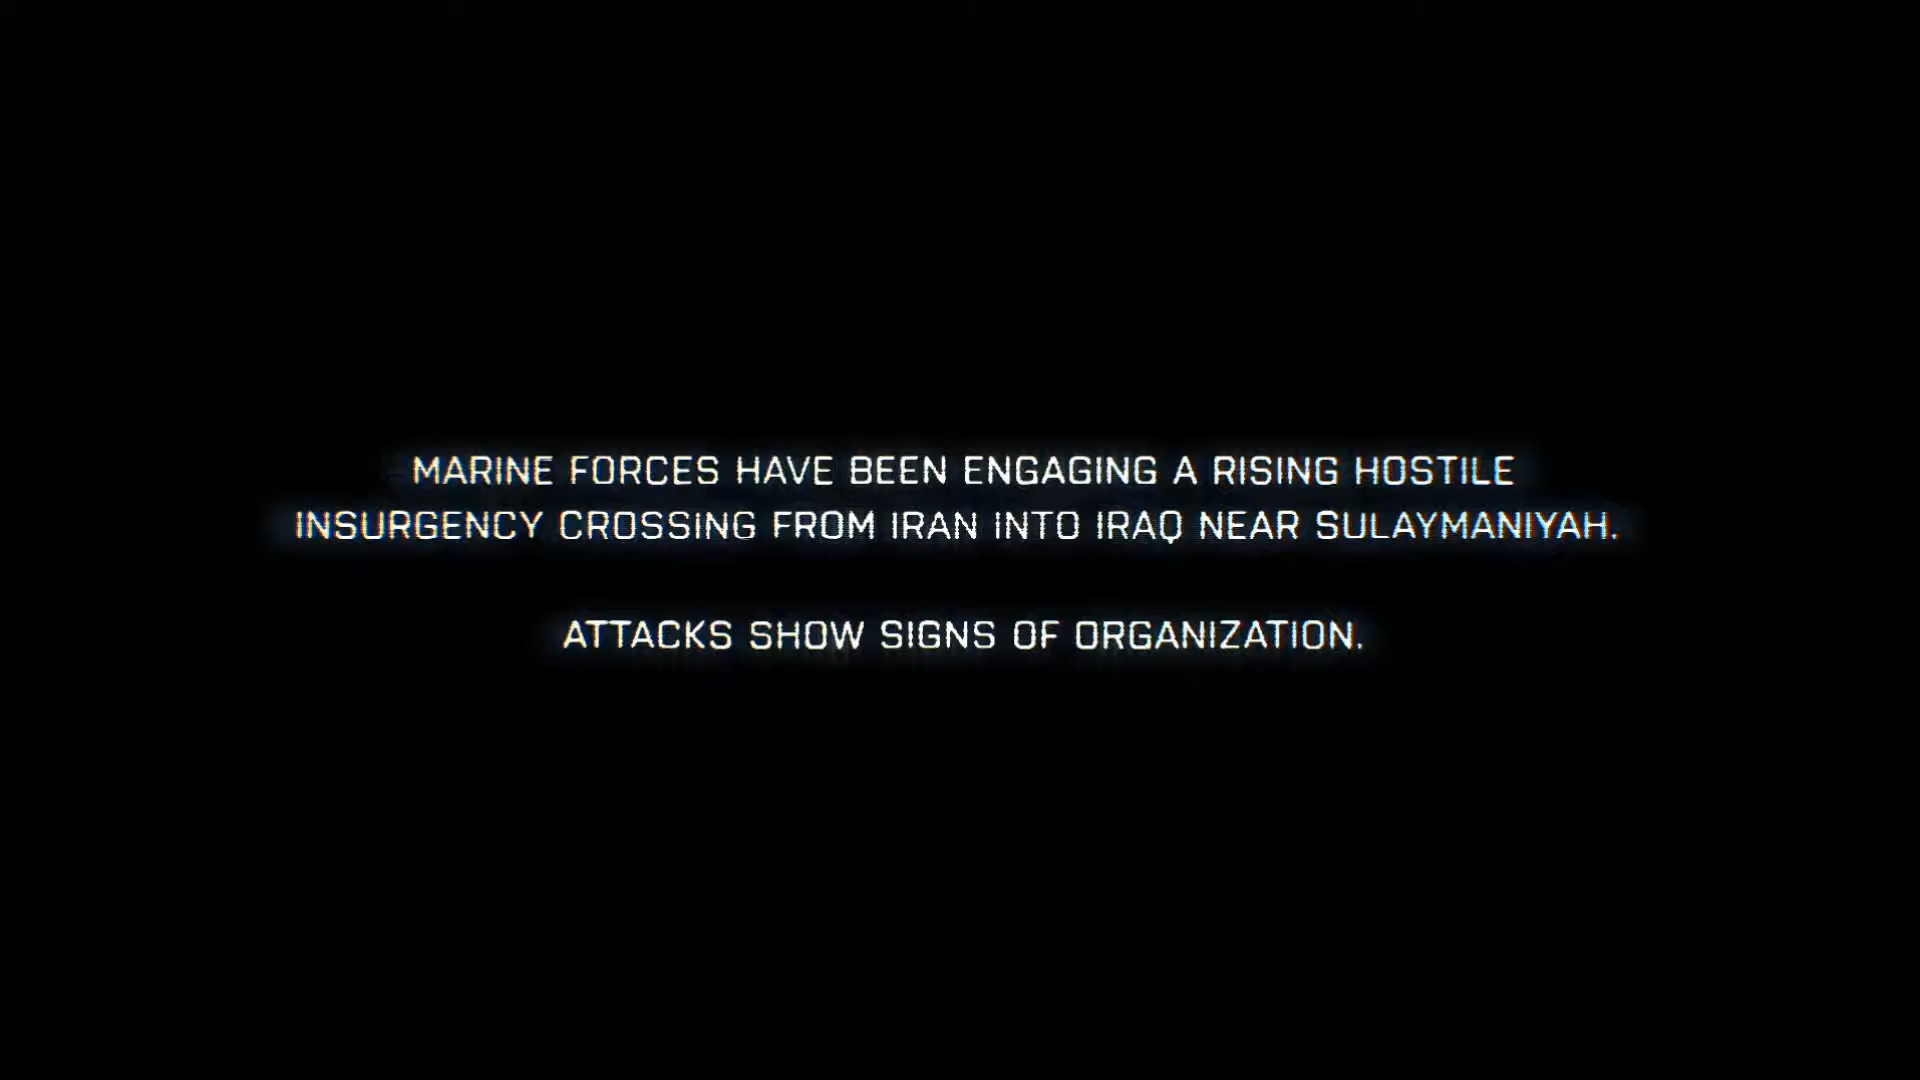 MARINE FORCES HAVE BEEN ENGAGING A RISING HOSTILE
INSURGENCY CROSSING FROM IRAN INTO IRAQ NEAR SULAYMANIYAH.
ATTACKS SHOW SIGNS OF ORGANIZATION.